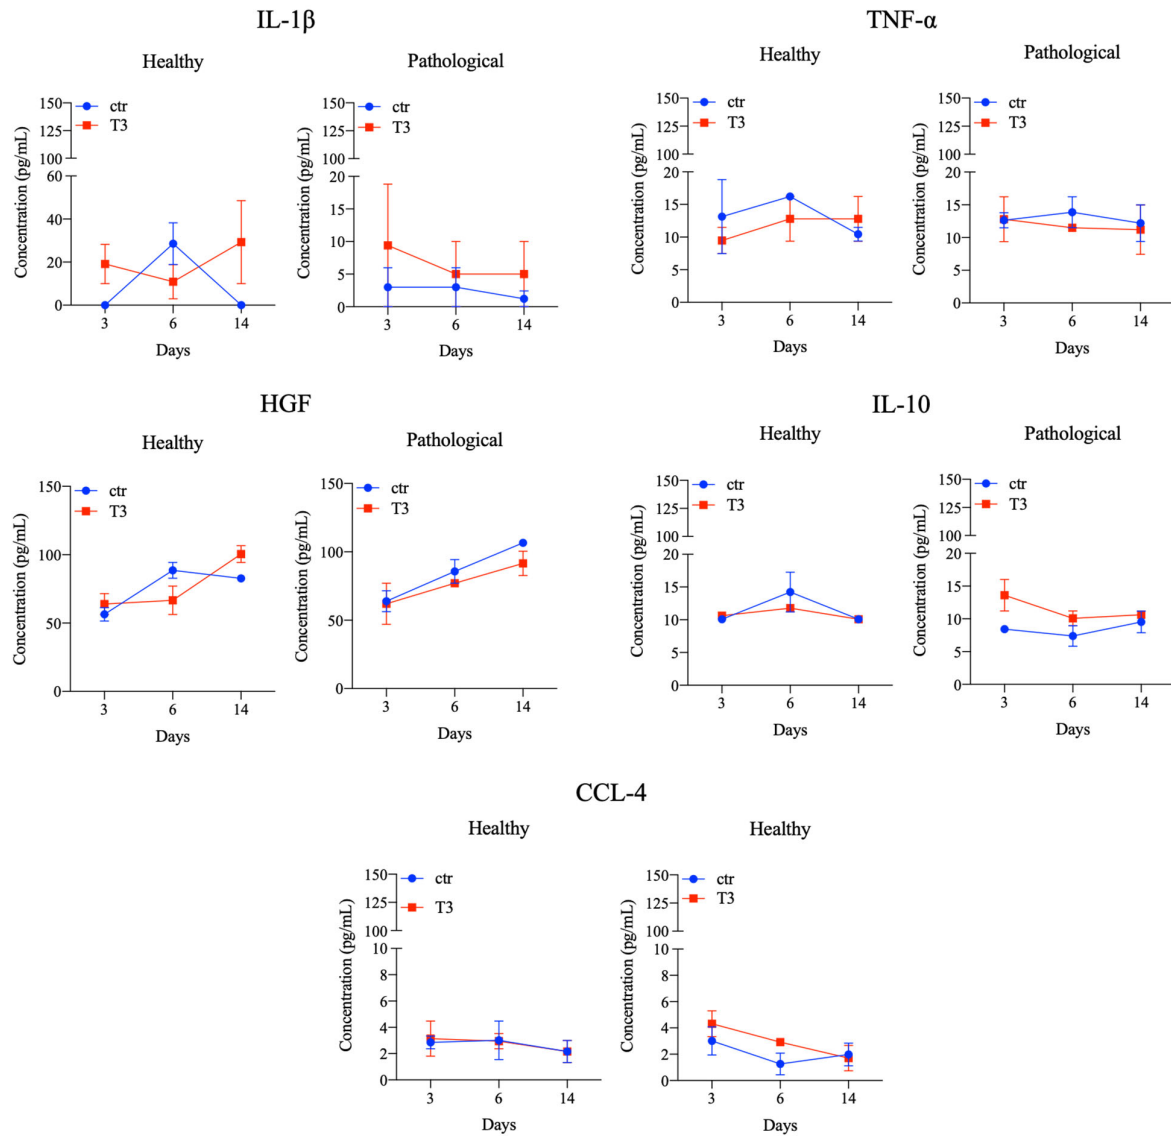 IL-1β
Healthy
Pathological
Concentration (pg/mL)
150
125
100
60
40
20
0
ctr
T3
3 6 14
Days
Concentration (pg/mL)
150
125
100
20
15
10
5
0
ctr
T3
3 6 14
Days
TNF-α
Healthy
Pathological
Concentration (pg/mL)
150
125
100
20
15
10
5
0
ctr
T3
3 6 14
Days
Concentration (pg/mL)
150
125
100
20
15
10
5
0
ctr
T3
3 6 14
Days
HGF
Healthy
Pathological
Concentration (pg/mL)
150
100
50
0
ctr
T3
3 6 14
Days
Concentration (pg/mL)
150
100
50
0
ctr
T3
3 6 14
Days
IL-10
Healthy
Pathological
Concentration (pg/mL)
150
125
100
20
15
10
5
0
ctr
T3
3 6 14
Days
Concentration (pg/mL)
150
125
100
20
15
10
5
0
ctr
T3
3 6 14
Days
CCL-4
Healthy
Healthy
Concentration (pg/mL)
150
125
100
10
8
6
4
2
0
ctr
T3
3 6 14
Days
Concentration (pg/mL)
150
125
100
10
8
6
4
2
0
ctr
T3
3 6 14
Days